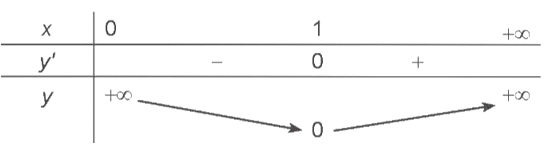 x 0 1 +∞
y' − 0 +
y +∞ 0 +∞